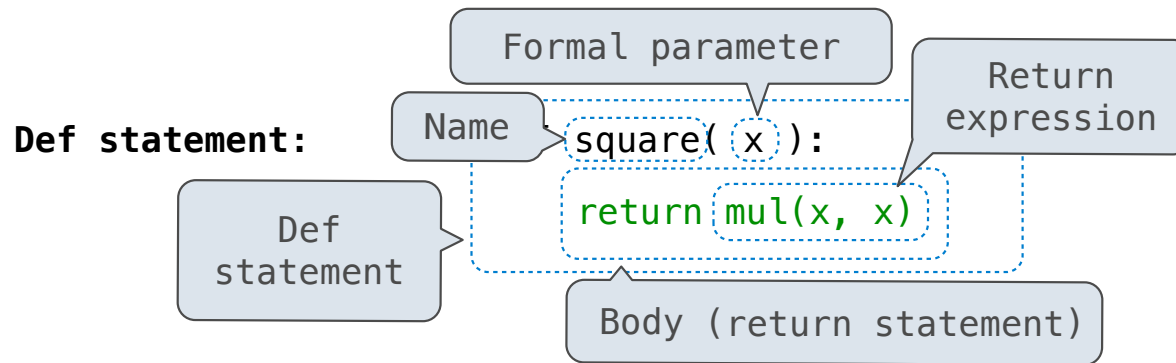 Formal parameter
Return
expression
Name
Def statement:
square( x ):
return mul(x, x)
Def
statement
Body (return statement)